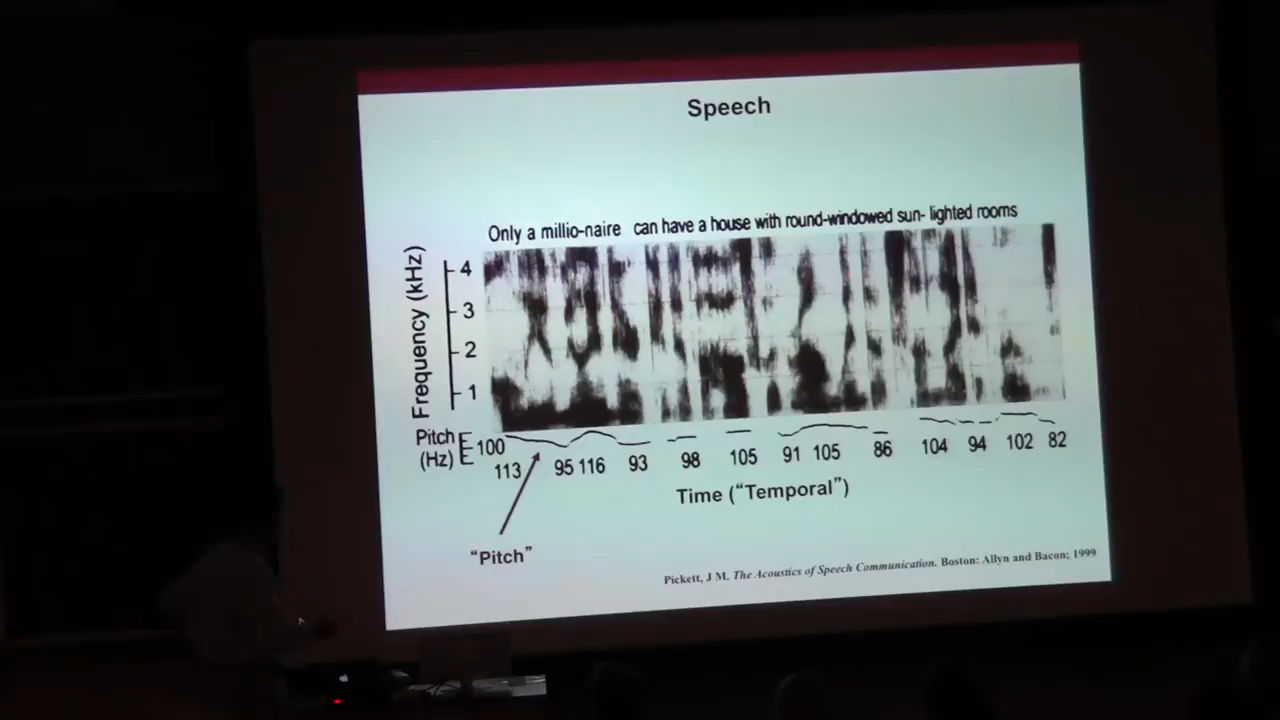 Speech
Only a millio-naire can have a house with round-windowed sun- lighted rooms
Frequency (kHz)
4
3
2
1
Pitch (Hz)
100
113 95 116 93 98 105 91 105 86 104 94 102 82
Time (“Temporal”)
“Pitch”
Pickett, J M. The Acoustics of Speech Communication. Boston: Allyn and Bacon; 1999